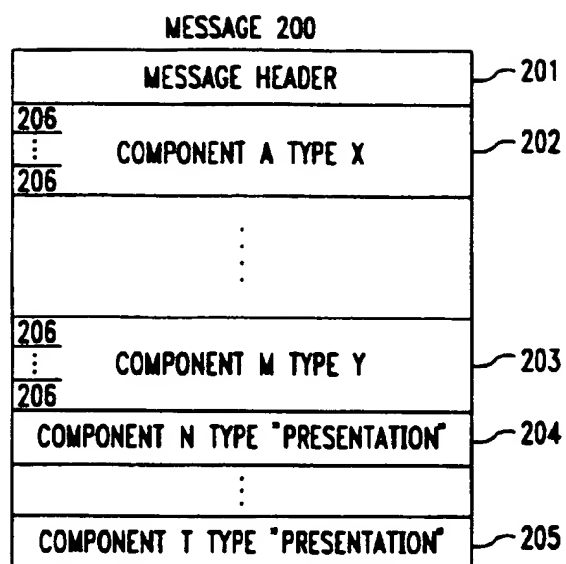 MESSAGE 200
MESSAGE HEADER 201
206
COMPONENT A TYPE X 202
206
206
COMPONENT M TYPE Y 203
206
COMPONENT N TYPE "PRESENTATION" 204
COMPONENT T TYPE "PRESENTATION" 205